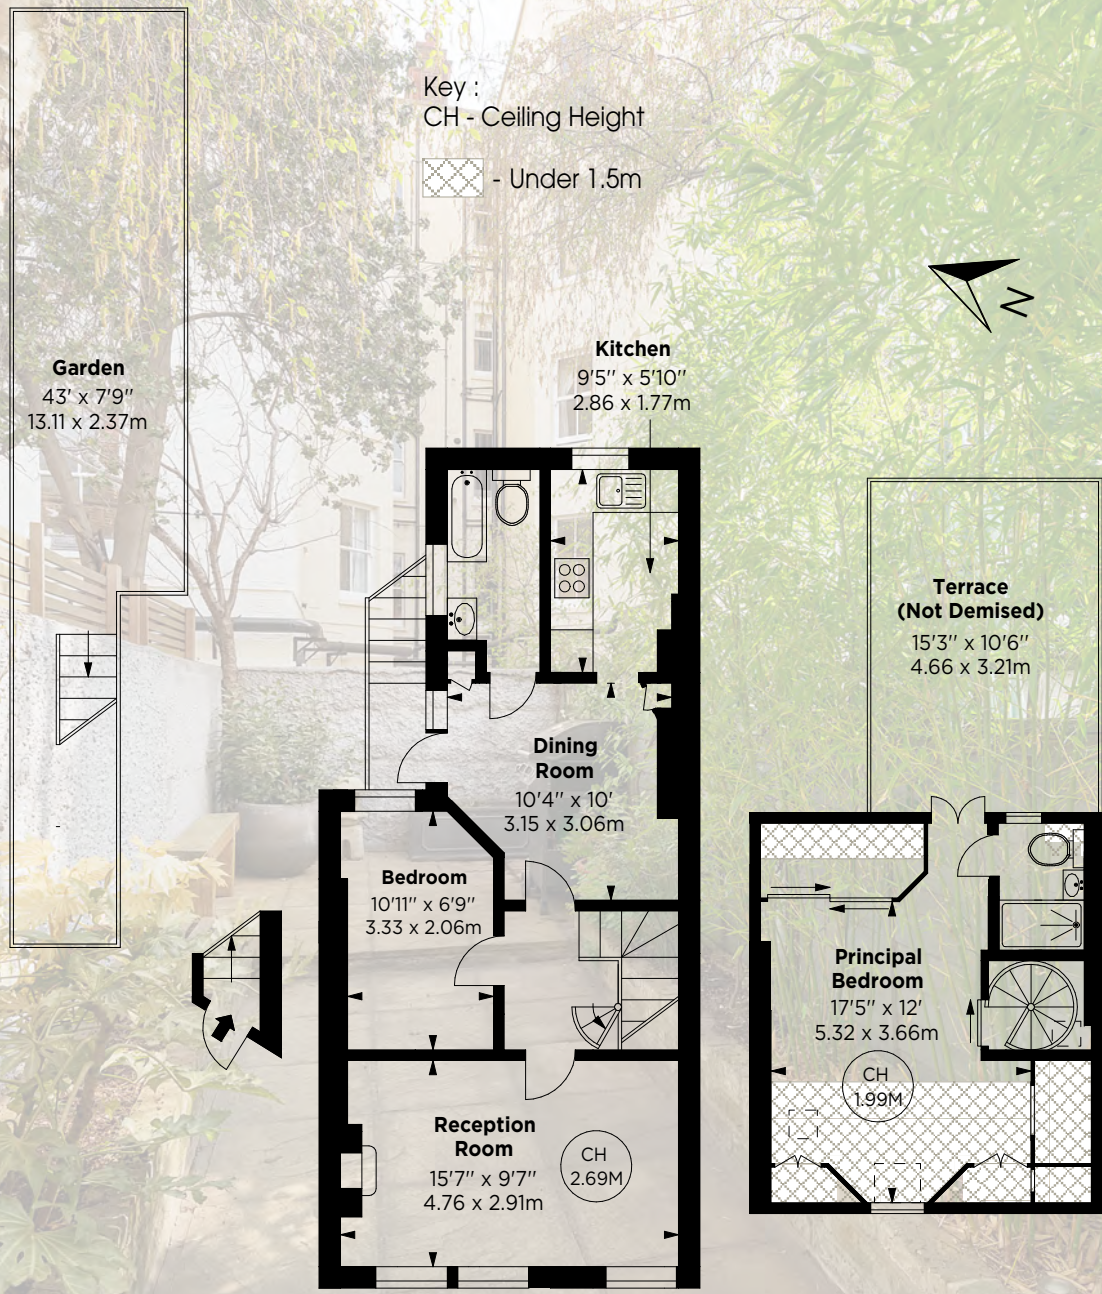 Key :
CH - Ceiling Height
- Under 1.5m
N
Garden
43' x 7'9''
13.11 x 2.37m
Kitchen
9'5'' x 5'10''
2.86 x 1.77m
Terrace
(Not Demised)
15'3'' x 10'6''
4.66 x 3.21m
Dining
Room
10'4'' x 10'
3.15 x 3.06m
Bedroom
10'11'' x 6'9''
3.33 x 2.06m
Principal
Bedroom
17'5'' x 12'
5.32 x 3.66m
CH
1.99M
Reception
Room
15'7'' x 9'7''
4.76 x 2.91m
CH
2.69M